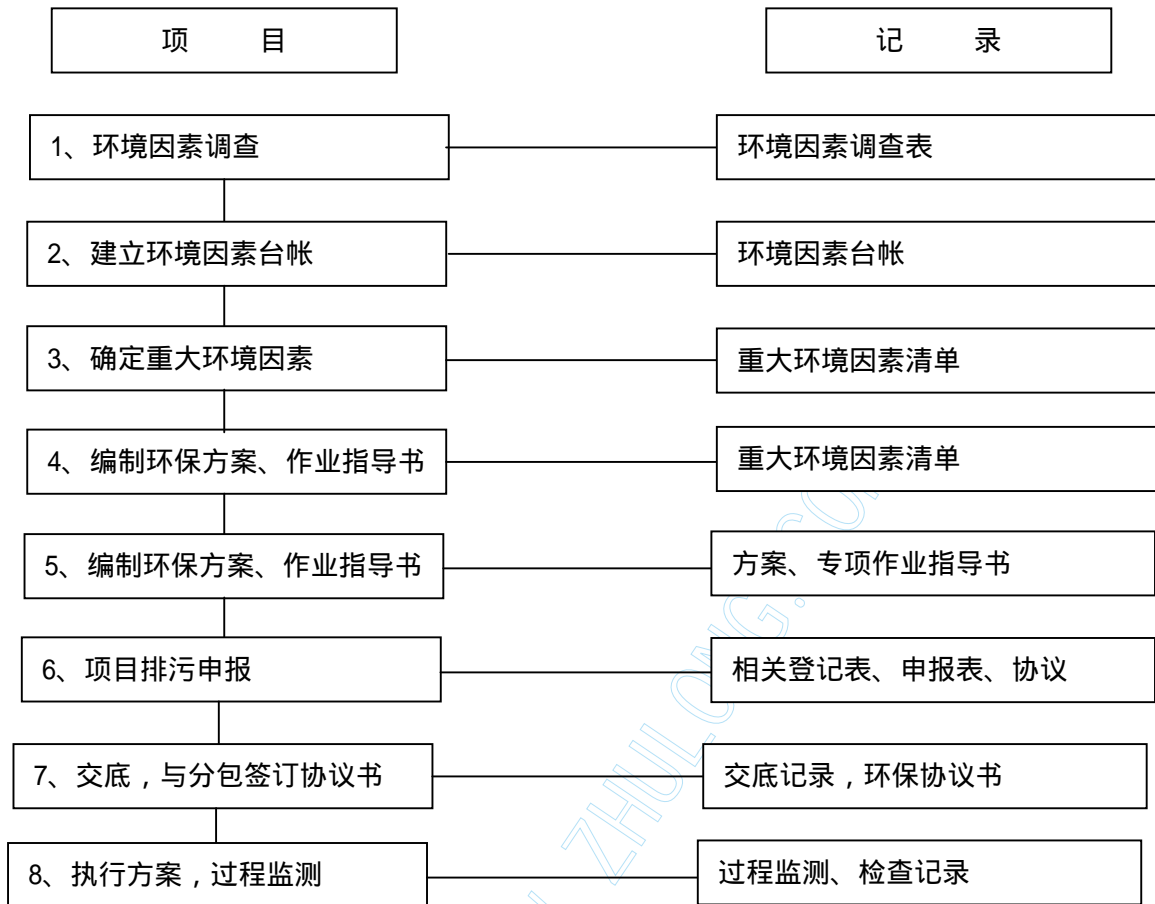 项 目 记 录
1、环境因素调查 环境因素调查表
2、建立环境因素台帐 环境因素台帐
3、确定重大环境因素 重大环境因素清单
4、编制环保方案、作业指导书 重大环境因素清单
5、编制环保方案、作业指导书 方案、专项作业指导书
6、项目排污申报 相关登记表、申报表、协议
7、交底，与分包签订协议书 交底记录，环保协议书
8、执行方案，过程监测 过程监测、检查记录
ZHULONG.COM